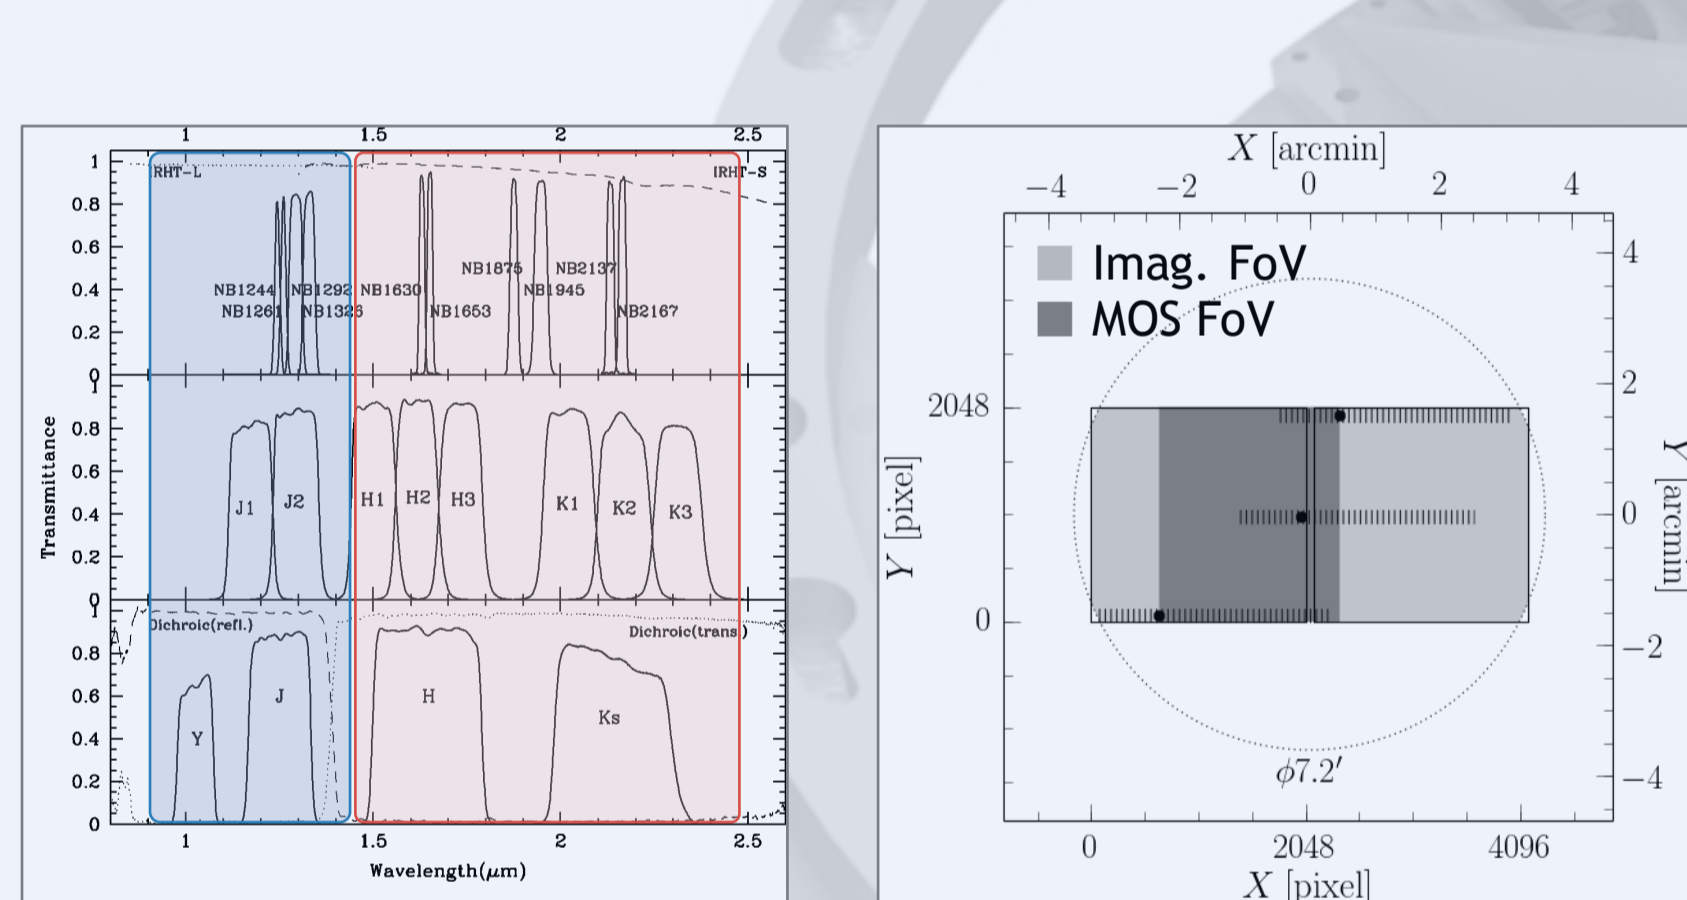 1 1.5 2 2.5
1
RHT-L IRHT-S
0.8
0.6
NB1875 NB2137
NB1244 NB1292 NB1630 NB1945
0.4
NB1261 NB1326 NB1653 NB2167
0.2
0
1
0.8
0.6
J1 J2 H1 H2 H3 K1 K2 K3
0.4
0.2
0
1
Dichroic(refl.) Dichroic(trans.)
0.8
0.6
J H Ks
Y
0.4
0.2
0
1 1.5 2 2.5
Wavelength(μm)
Transmittance
X [arcmin]
−4 −2 0 2 4
Imag. FoV
MOS FoV
4
2
0
−2
−4
Y [arcmin]
2048
0
Y [pixel]
ϕ7.2′
0 2048 4096
X [pixel]